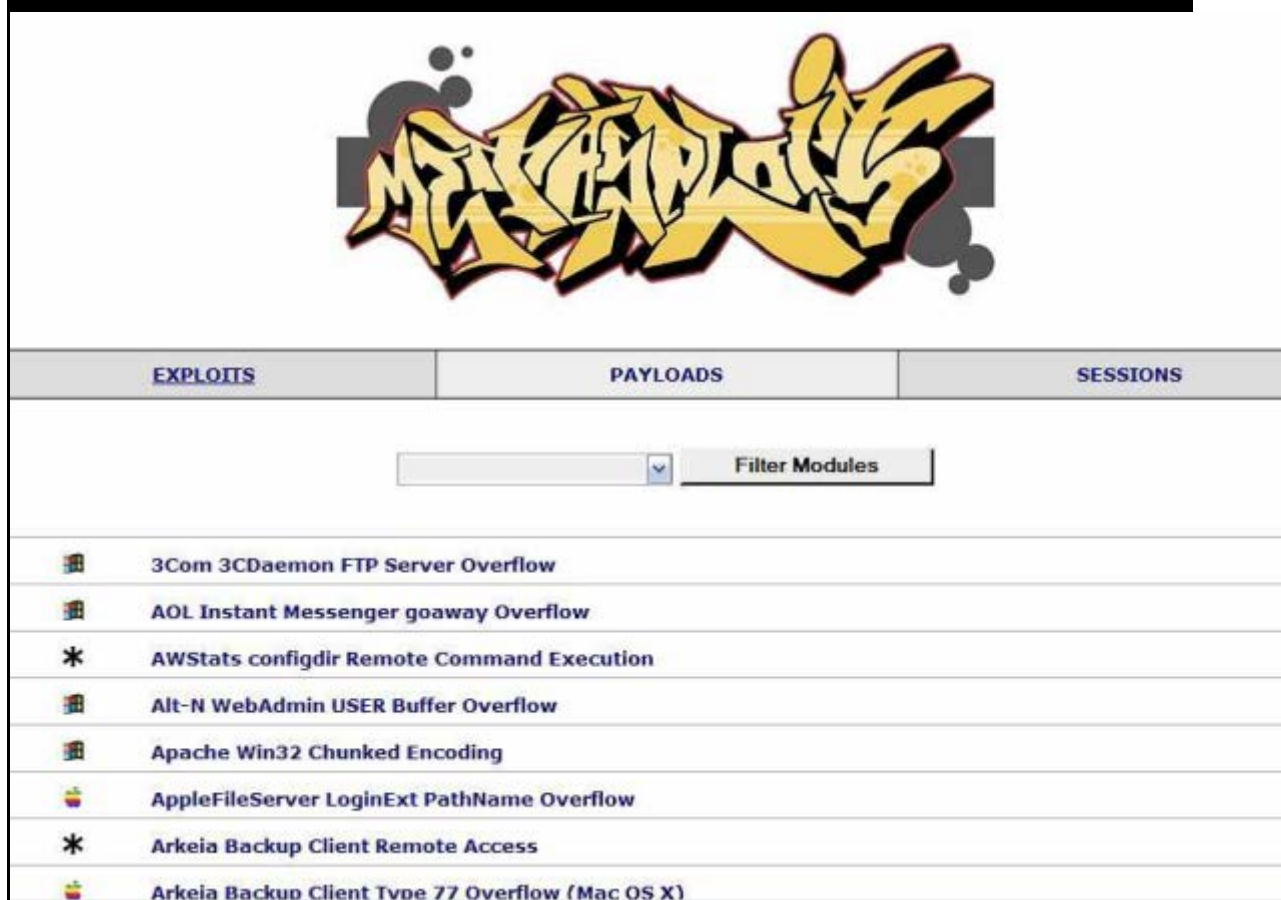 METASPLOIT
EXPLOITS PAYLOADS SESSIONS
Filter Modules
3Com 3CDaemon FTP Server Overflow
AOL Instant Messenger goaway Overflow
* AWStats configdir Remote Command Execution
Alt-N WebAdmin USER Buffer Overflow
Apache Win32 Chunked Encoding
AppleFileServer LoginExt PathName Overflow
* Arkeia Backup Client Remote Access
Arkeia Backup Client Type 77 Overflow (Mac OS X)